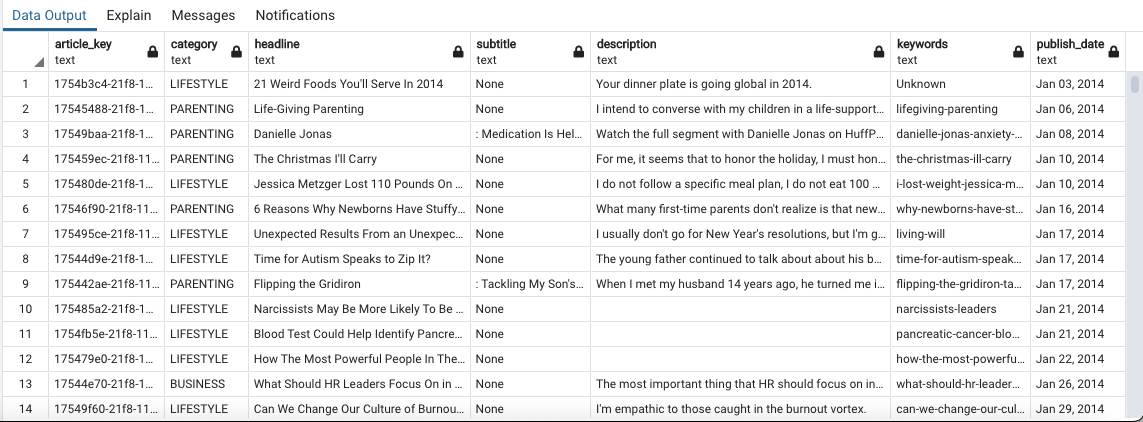 Data Output Explain Messages Notifications
article_key category headline subtitle description keywords publish_date
text text text text text text text
1 1754b3c4-21f8-1... LIFESTYLE 21 Weird Foods You'll Serve In 2014 None Your dinner plate is going global in 2014. Unknown Jan 03, 2014
2 17545488-21f8-1... PARENTING Life-Giving Parenting None I intend to converse with my children in a life-support... lifegiving-parenting Jan 06, 2014
3 17549baa-21f8-1... PARENTING Danielle Jonas : Medication Is Hel... Watch the full segment with Danielle Jonas on HuffP... danielle-jonas-anxiety-... Jan 08, 2014
4 175459ec-21f8-11... PARENTING The Christmas I'll Carry None For me, it seems that to honor the holiday, I must hon... the-christmas-ill-carry Jan 10, 2014
5 175480de-21f8-1... LIFESTYLE Jessica Metzger Lost 110 Pounds On ... None I do not follow a specific meal plan, I do not eat 100 ... i-lost-weight-jessica-m... Jan 10, 2014
6 17546f90-21f8-11... PARENTING 6 Reasons Why Newborns Have Stuffy... None What many first-time parents don't realize is that new... why-newborns-have-st... Jan 16, 2014
7 175495ce-21f8-1... LIFESTYLE Unexpected Results From an Unexpec... None I usually don't go for New Year's resolutions, but I'm g... living-will Jan 17, 2014
8 17544d9e-21f8-1... LIFESTYLE Time for Autism Speaks to Zip It? None The young father continued to talk about about his b... time-for-autism-speak... Jan 17, 2014
9 175442ae-21f8-11... PARENTING Flipping the Gridiron : Tackling My Son's... When I met my husband 14 years ago, he turned me i... flipping-the-gridiron-ta... Jan 17, 2014
10 175485a2-21f8-1... LIFESTYLE Narcissists May Be More Likely To Be ... None narcissists-leaders Jan 21, 2014
11 1754fb5e-21f8-11... LIFESTYLE Blood Test Could Help Identify Pancre... None pancreatic-cancer-blo... Jan 21, 2014
12 175479e0-21f8-1... LIFESTYLE How The Most Powerful People In The... None how-the-most-powerfu... Jan 22, 2014
13 17544e70-21f8-1... BUSINESS What Should HR Leaders Focus On in ... None The most important thing that HR should focus on in... what-should-hr-leader... Jan 26, 2014
14 17549f60-21f8-11... LIFESTYLE Can We Change Our Culture of Burnou... None I'm empathic to those caught in the burnout vortex. can-we-change-our-cul... Jan 29, 2014